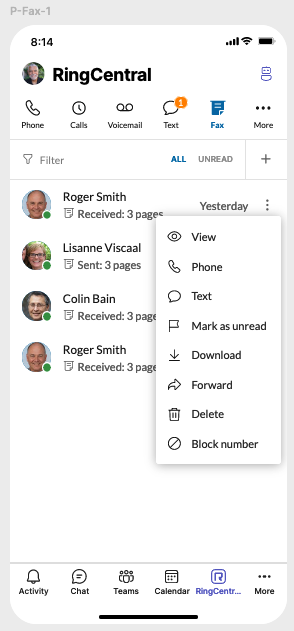 P-Fax-1
8:14
RingCentral
1
Phone Calls Voicemail Text Fax More
Filter ALL UNREAD
Roger Smith
Received: 3 pages Yesterday
Lisanne Viscaal
Sent: 3 pages
Colin Bain
Received: 3 page
Roger Smith
Received: 3 page
View
Phone
Text
Mark as unread
Download
Forward
Delete
Block number
Activity Chat Teams Calendar RingCentr... More